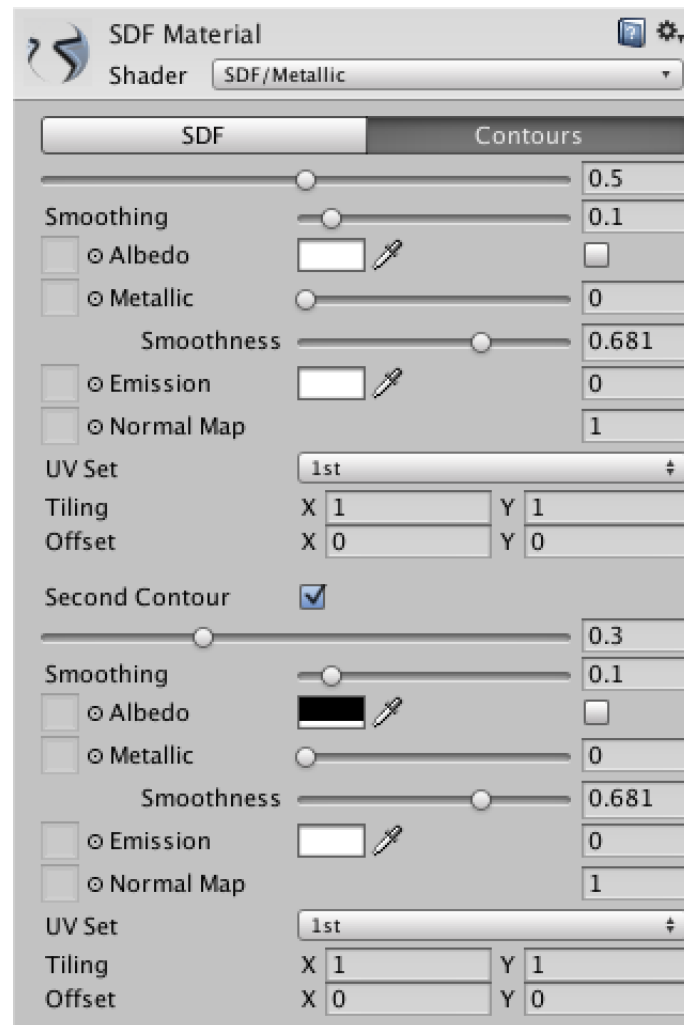 SDF Material
Shader SDF/Metallic
SDF Contours
0.5
Smoothing 0.1
Albedo
Metallic 0
Smoothness 0.681
Emission 0
Normal Map 1
UV Set 1st
Tiling X 1 Y 1
Offset X 0 Y 0
Second Contour
0.3
Smoothing 0.1
Albedo
Metallic 0
Smoothness 0.681
Emission 0
Normal Map 1
UV Set 1st
Tiling X 1 Y 1
Offset X 0 Y 0